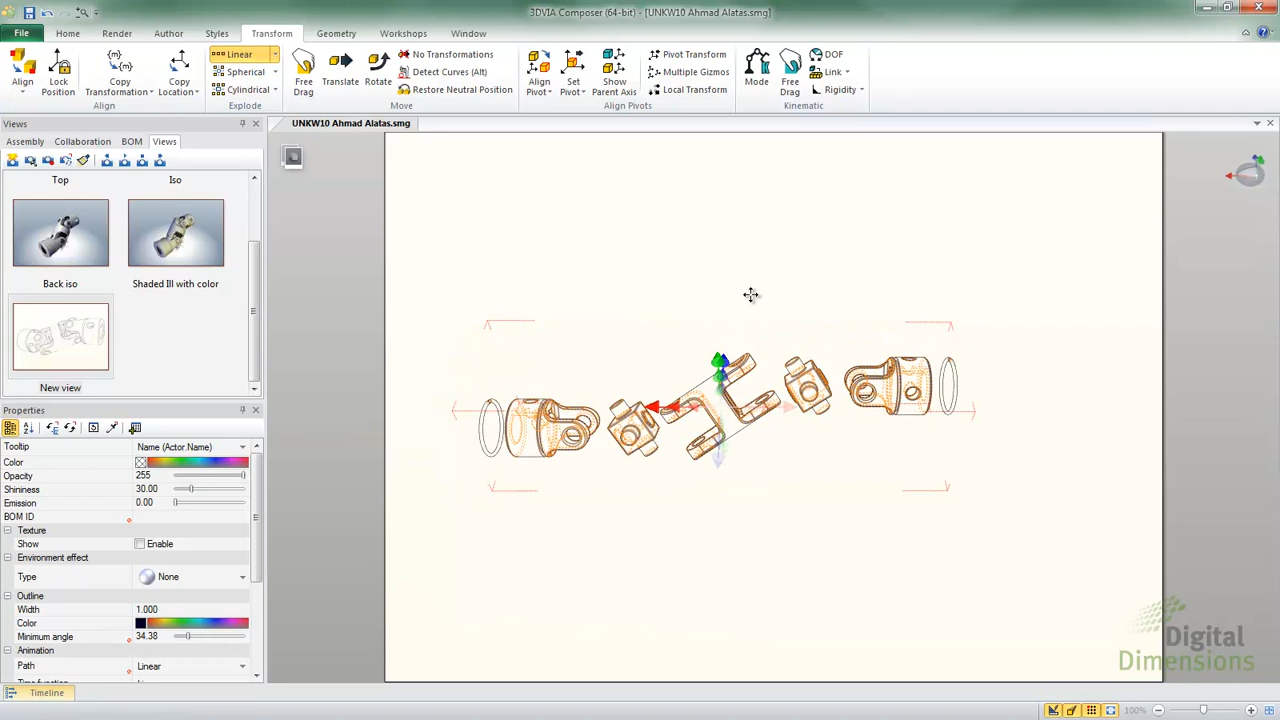 3DVIA Composer (64-bit) - [UNKW10 Ahmad Alatas.smg]
File Home Render Author Styles Transform Geometry Workshops Window
Align
Lock Position
Copy Transformation
Copy Location
Align
Linear
Spherical
Cylindrical
Explode
Free Drag
Translate
Rotate
No Transformations
Detect Curves (Alt)
Restore Neutral Position
Move
Align Pivot
Set Pivot
Show Parent Axis
Pivot Transform
Multiple Gizmos
Local Transform
Align Pivots
Mode
Free Drag
DOF
Link
Rigidity
Kinematic
Views
UNKW10 Ahmad Alatas.smg
Assembly Collaboration BOM Views
Top Iso
Back iso Shaded Ill with color
New view
Properties
Tooltip Name (Actor.Name)
Color
Opacity 255
Shininess 30.00
Emission 0.00
BOM ID
Texture
Show Enable
Environment effect
Type None
Outline
Width 1.000
Color
Minimum angle 34.38
Animation
Path Linear
Timeline
100%
Digital
Dimensions